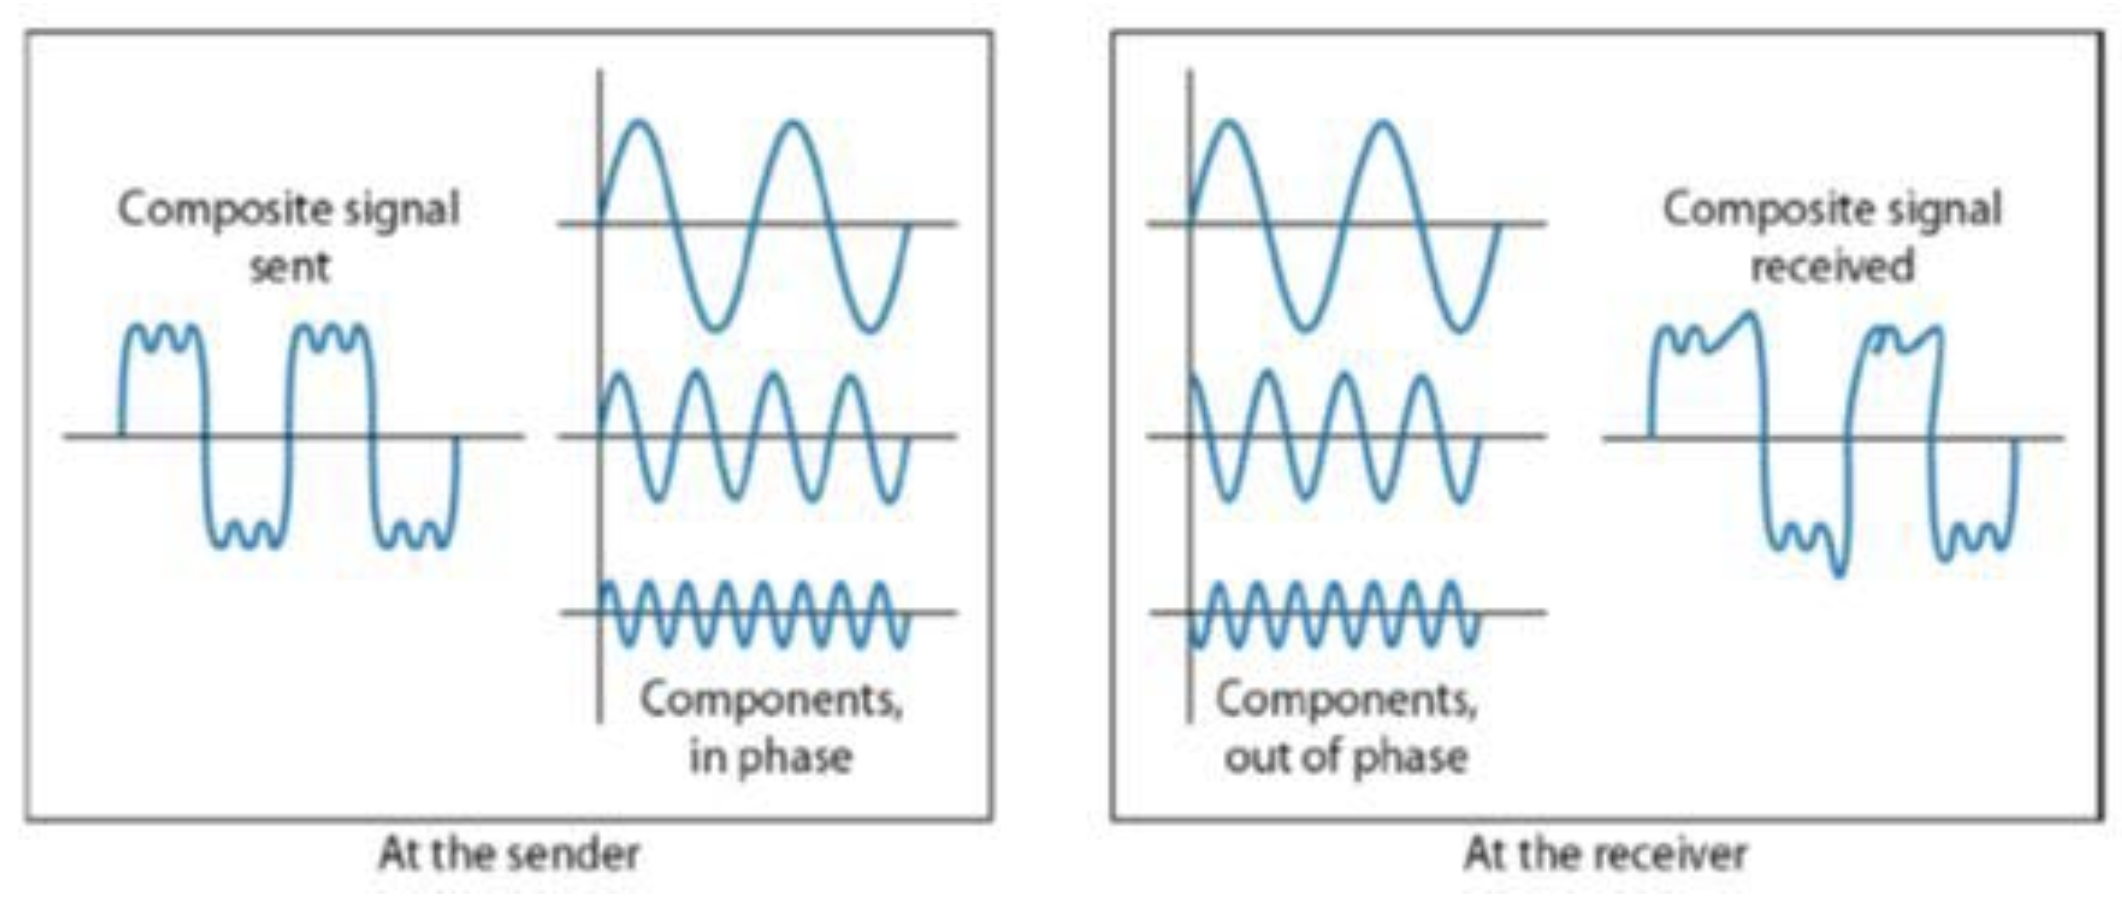 Composite signal
sent
Components,
in phase
At the sender
Composite signal
received
Components,
out of phase
At the receiver